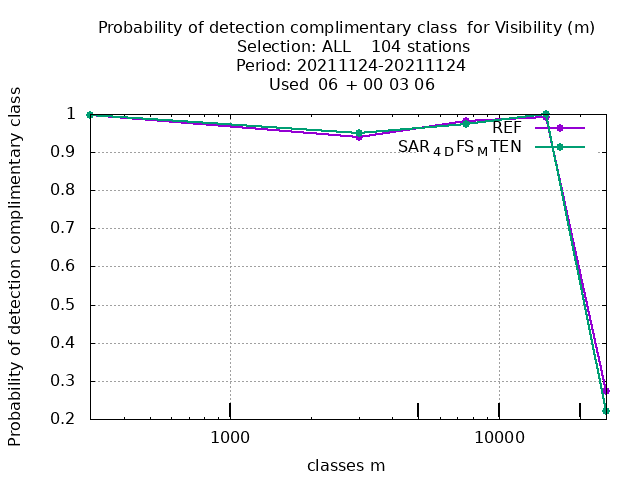 Probability of detection complimentary class  for Visibility (m)
Selection: ALL    104 stations
Period: 20211124-20211124
Used  06 + 00 03 06
Probability of detection complimentary class
1
0.9
0.8
0.7
0.6
0.5
0.4
0.3
0.2
REF
SAR4DFSMTEN
1000
10000
classes m